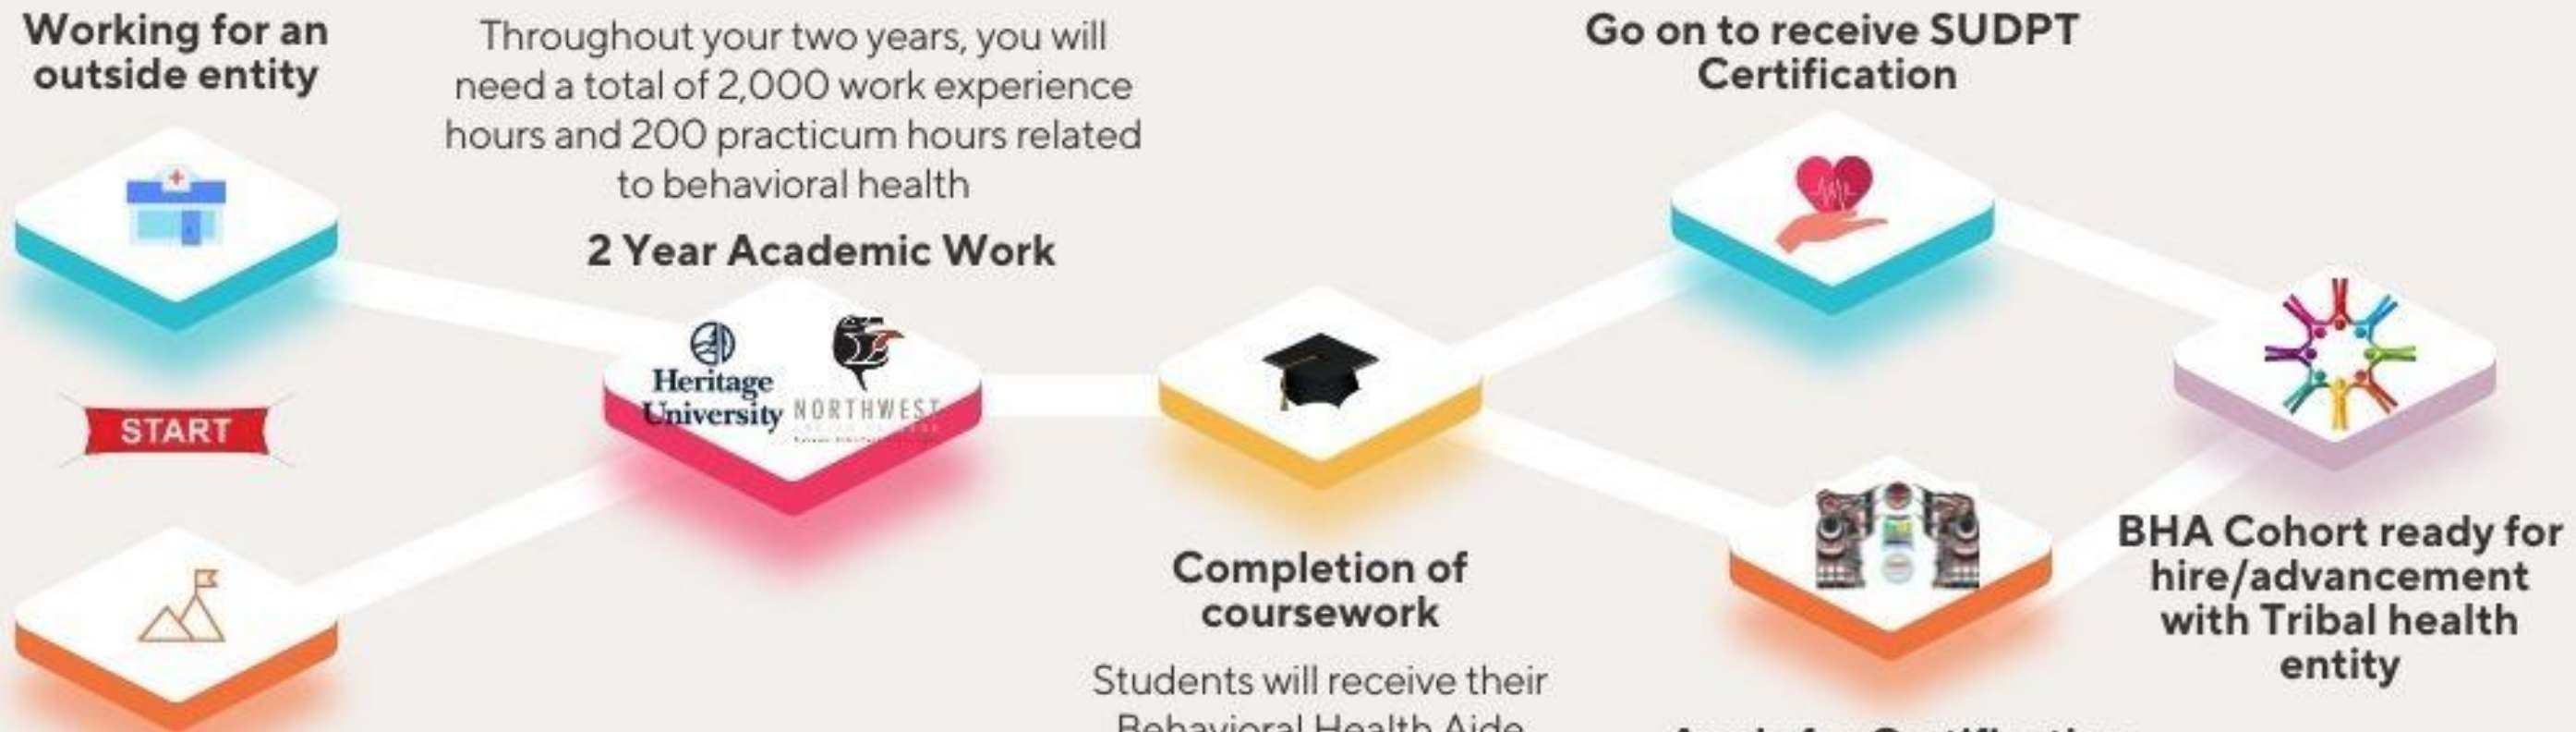 Working for an
outside entity
Throughout your two years, you will
need a total of 2,000 work experience
hours and 200 practicum hours related
to behavioral health
2 Year Academic Work
Heritage
University
NORTHWEST
START
Completion of
coursework
Students will receive their
Behavioral Health Aide
Go on to receive SUDPT
Certification
BHA Cohort ready for
hire/advancement
with Tribal health
entity